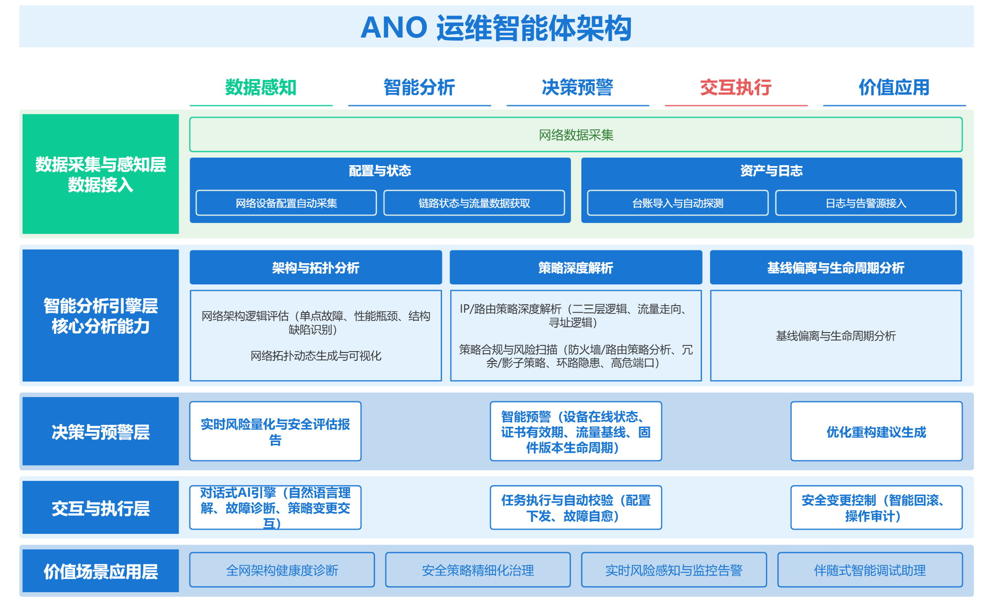 ANO 运维智能体架构
数据感知
智能分析
决策预警
交互执行
价值应用
数据采集与感知层
数据接入
网络数据采集
配置与状态
网络设备配置自动采集
链路状态与流量数据获取
资产与日志
台账导入与自动探测
日志与告警源接入
智能分析引擎层
核心分析能力
架构与拓扑分析
网络架构逻辑评估（单点故障、性能瓶颈、结构
缺陷识别）
网络拓扑动态生成与可视化
策略深度解析
IP/路由策略深度解析（二三层逻辑、流量走向、
寻址逻辑）
策略合规与风险扫描（防火墙/路由策略分析、冗
余/影子策略、环路隐患、高危端口）
基线偏离与生命周期分析
基线偏离与生命周期分析
决策与预警层
实时风险量化与安全评估报
告
智能预警（设备在线状态、
证书有效期、流量基线、固
件版本生命周期）
优化重构建议生成
交互与执行层
对话式AI引擎（自然语言理
解、故障诊断、策略变更交
互）
任务执行与自动校验（配置
下发、故障自愈）
安全变更控制（智能回滚、
操作审计）
价值场景应用层
全网架构健康度诊断
安全策略精细化治理
实时风险感知与监控告警
伴随式智能调试助理